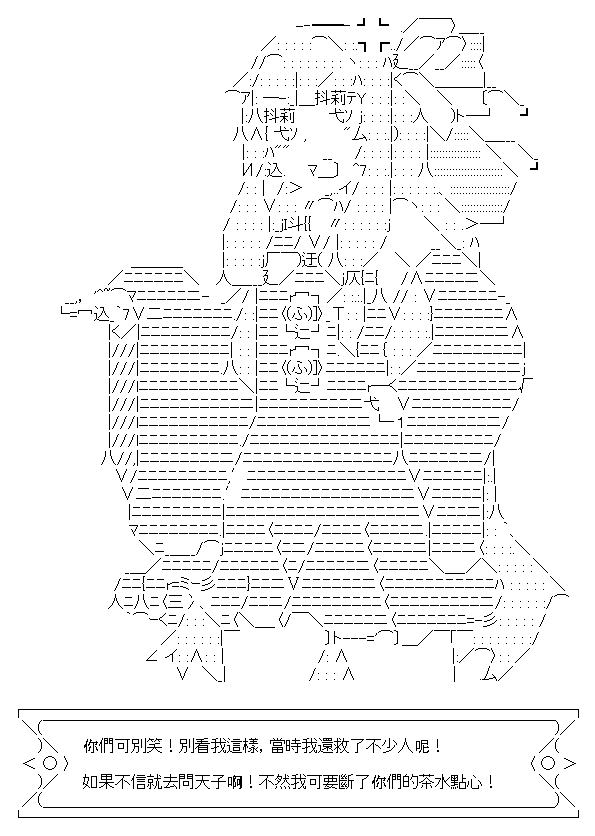 你們可別笑！別看我這樣, 當時我還救了不少人呢！
如果不信就去問天子啊！不然我可要斷了你們的茶水點心！